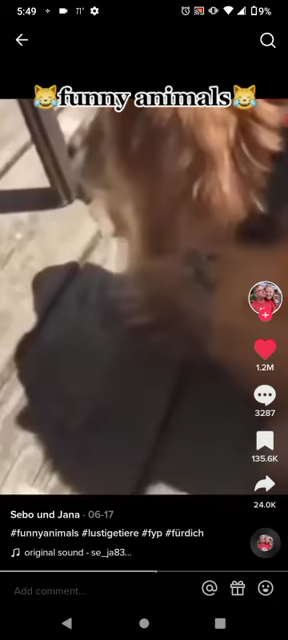 5:49 77° 9%
😹funny animals😹
1.2M
3287
135.6K
24.0K
Sebo und Jana · 06-17
#funnyanimals #lustigetiere #fyp #fürdich
original sound - se_ja83...
Add comment...